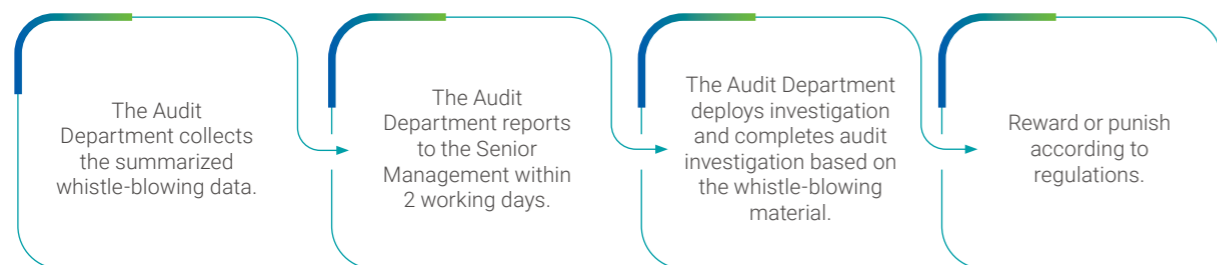 The Audit
Department collects
the summarized
whistle-blowing data.
The Audit
Department reports
to the Senior
Management within
2 working days.
The Audit Department
deploys investigation
and completes audit
investigation based on
the whistle-blowing
material.
Reward or punish
according to
regulations.